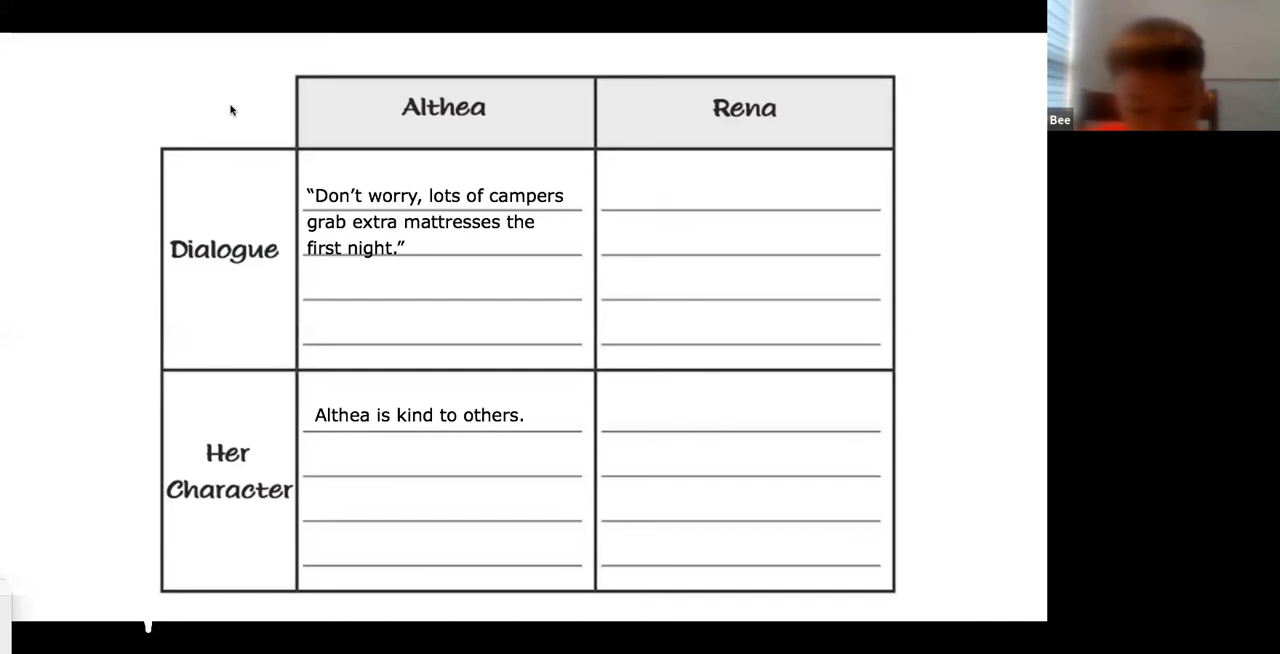 Althea
Rena
Bee
Dialogue
“Don’t worry, lots of campers
grab extra mattresses the
first night.”
Her
Character
Althea is kind to others.